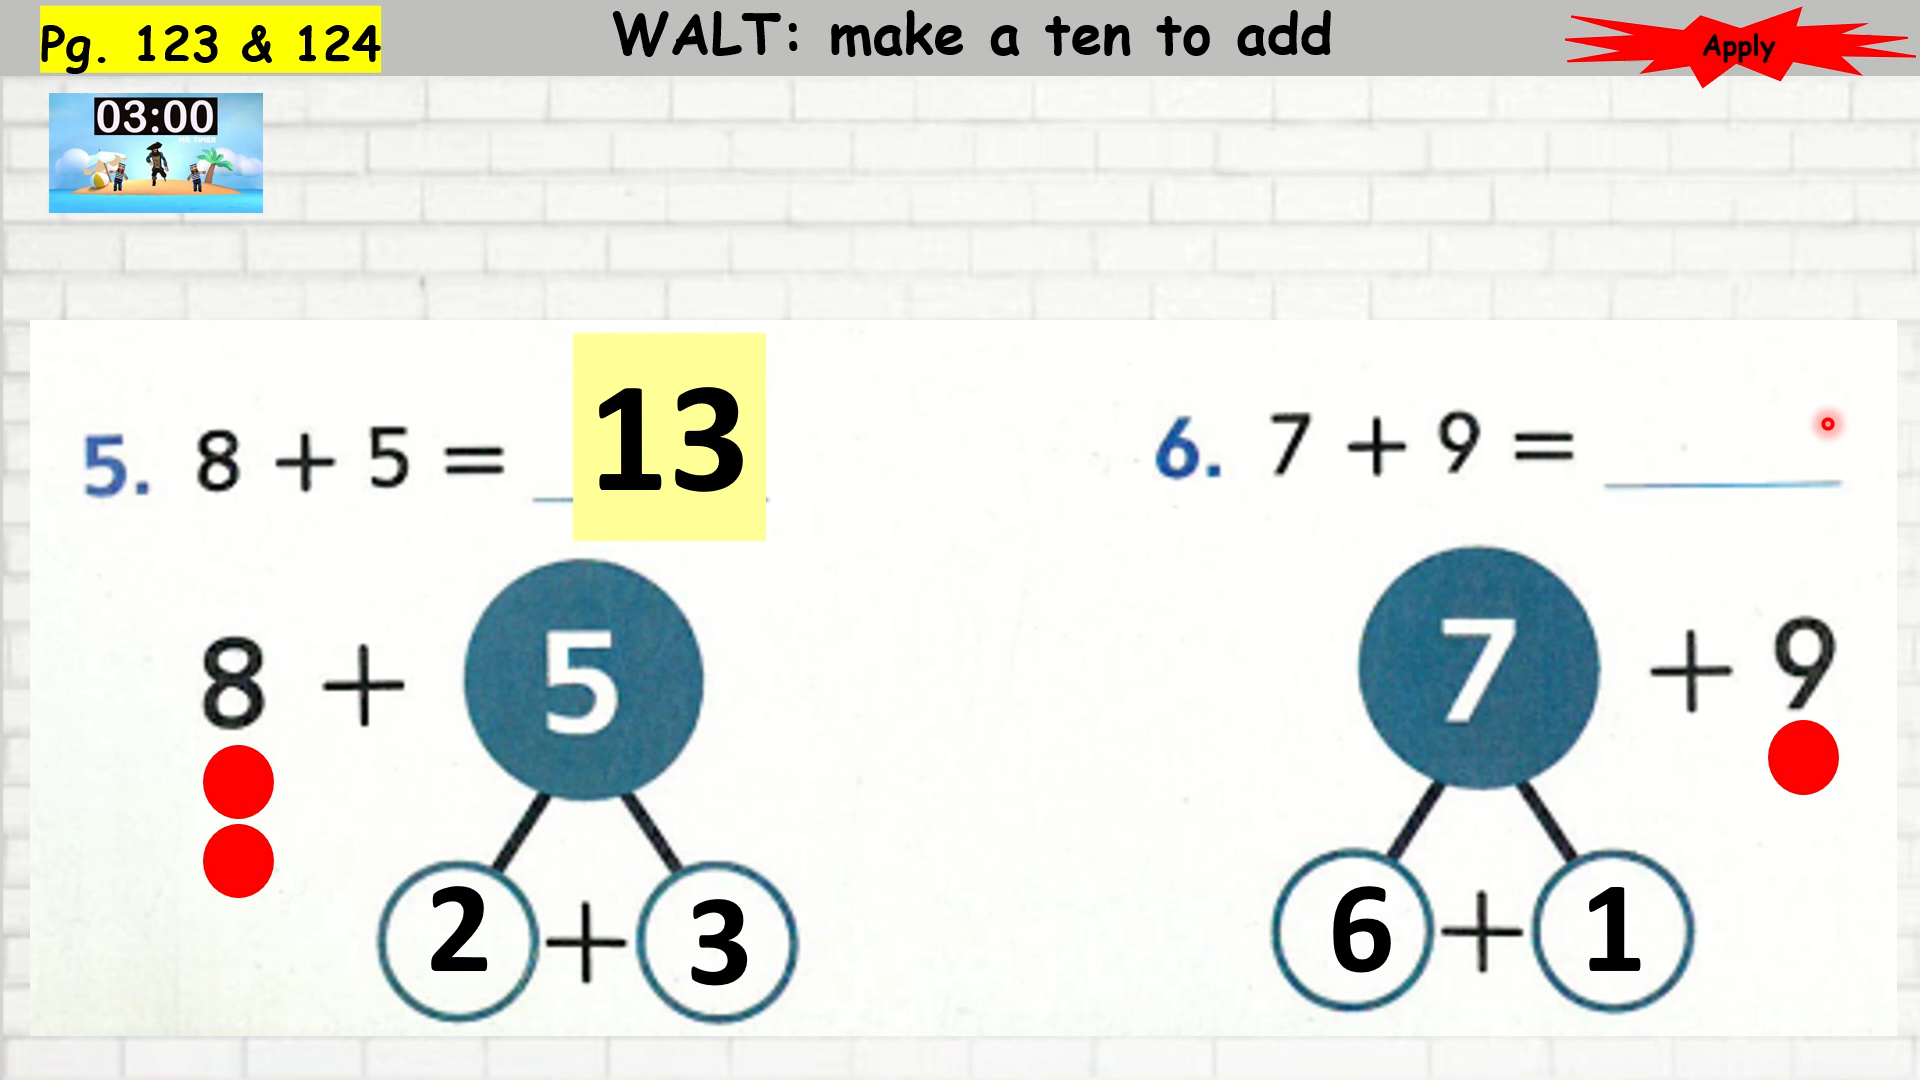 Pg. 123 & 124
WALT: make a ten to add
Apply
03:00
5. 8 + 5 = 13
6. 7 + 9 =
8 + 5
2 + 3
7 + 9
6 + 1